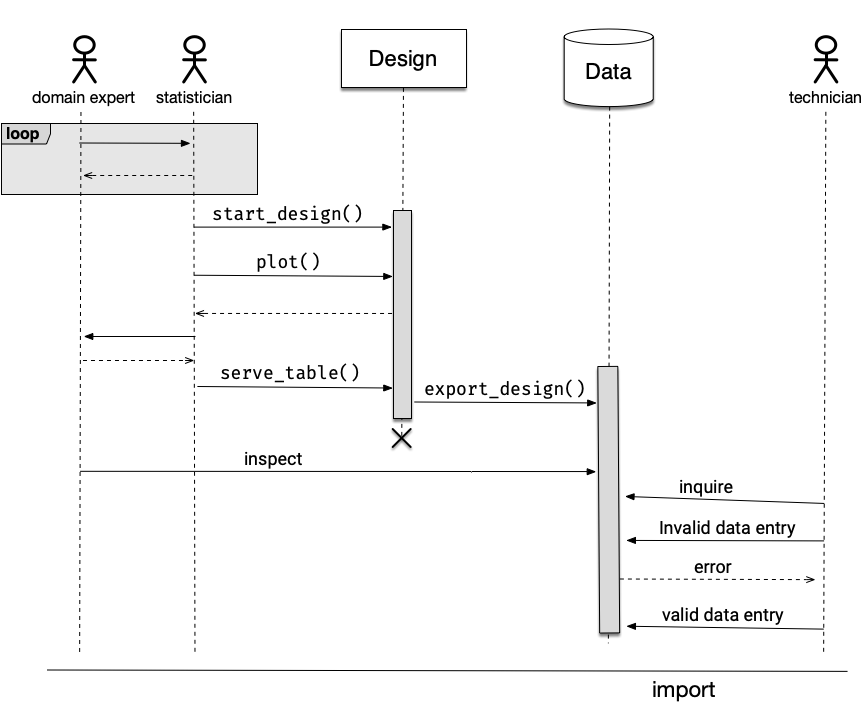 Design
Data
domain expert
statistician
technician
loop
start_design()
plot()
serve_table()
export_design()
inspect
inquire
Invalid data entry
error
valid data entry
import